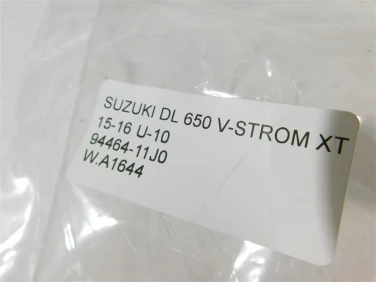 SUZUKI DL 650 V-STROM XT
15-16 U-10
94464-11J0
W.A1644